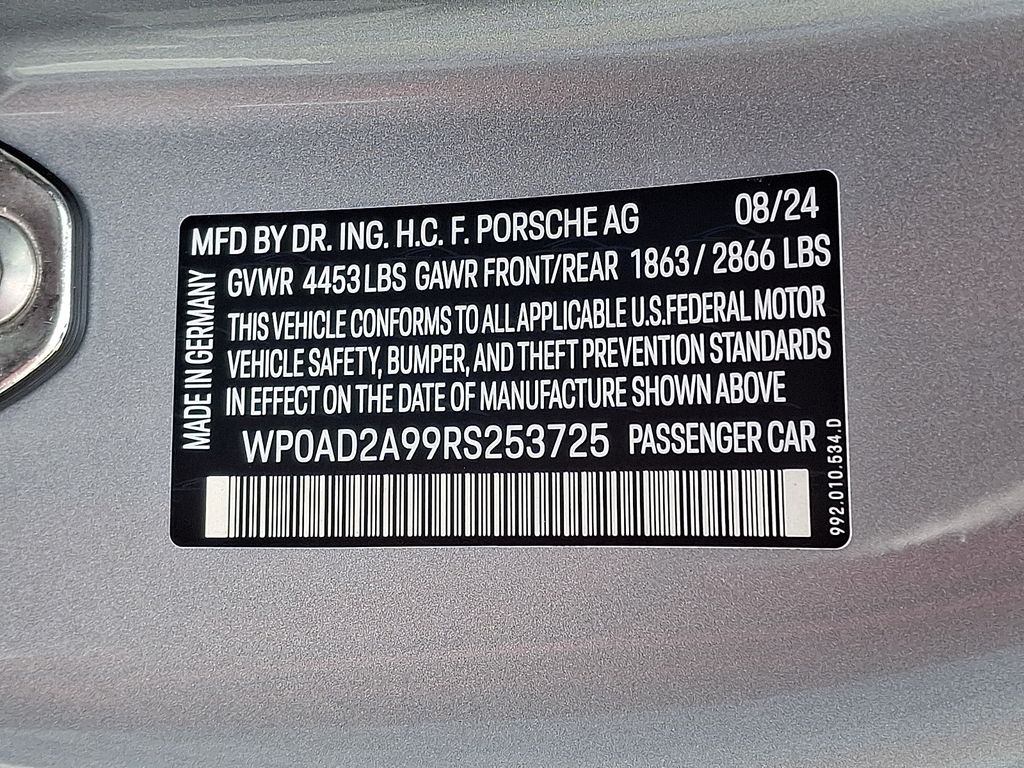 MFD BY DR. ING. H.C. F. PORSCHE AG 08/24
GVWR 4453 LBS GAWR FRONT/REAR 1863 / 2866 LBS
THIS VEHICLE CONFORMS TO ALL APPLICABLE U.S. FEDERAL MOTOR
VEHICLE SAFETY, BUMPER, AND THEFT PREVENTION STANDARDS
IN EFFECT ON THE DATE OF MANUFACTURE SHOWN ABOVE
WP0AD2A99RS253725 PASSENGER CAR
MADE IN GERMANY
992.010.534.D